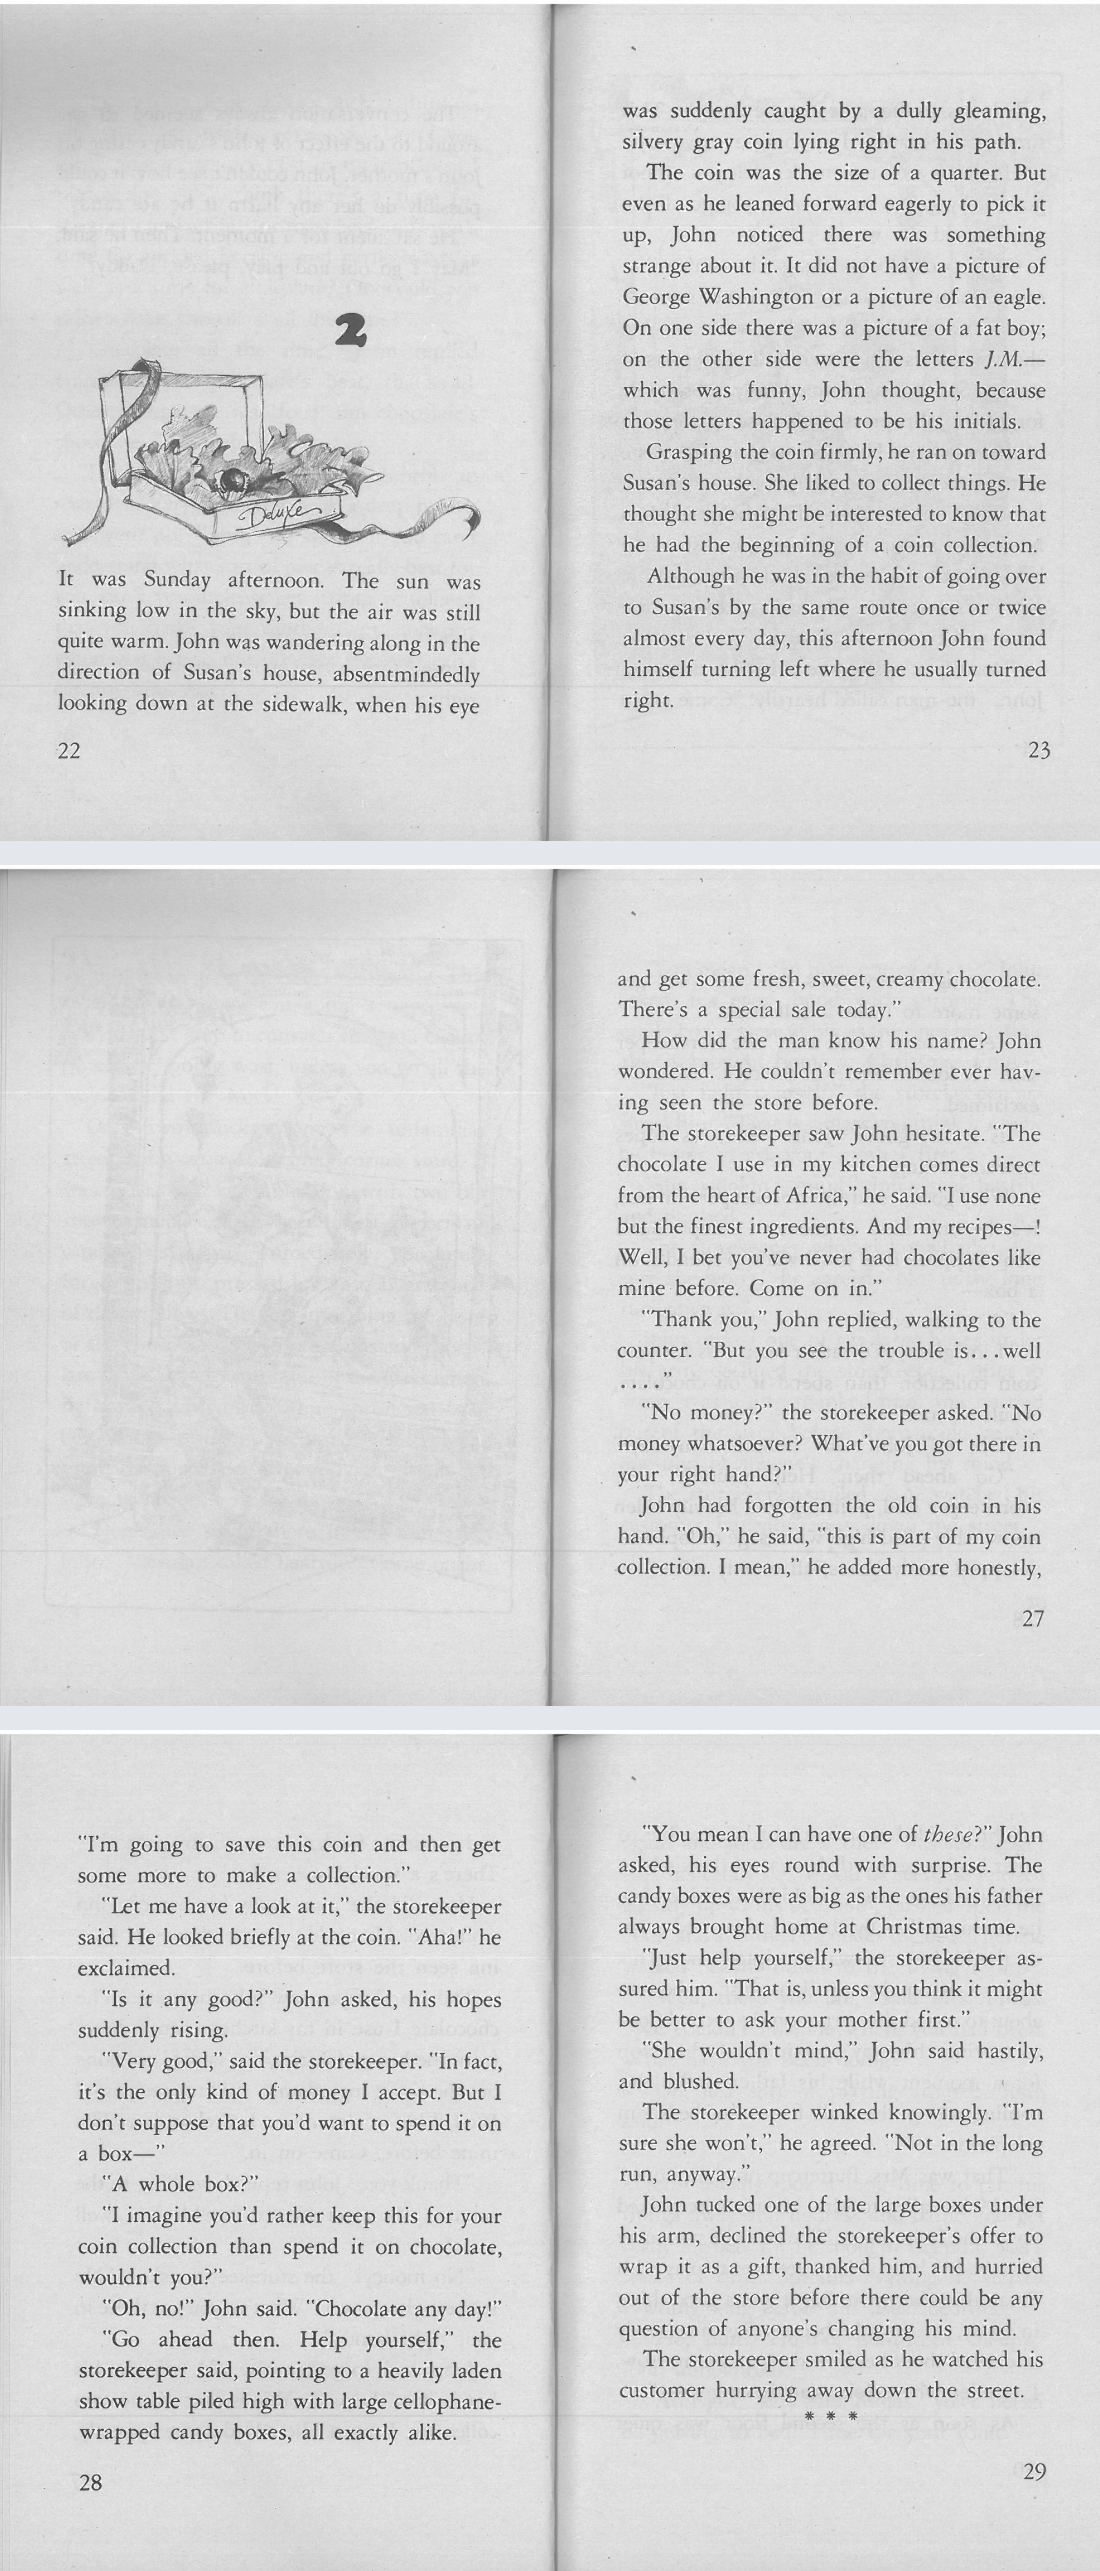 2
Deluxe
It was Sunday afternoon. The sun was
sinking low in the sky, but the air was still
quite warm. John was wandering along in the
direction of Susan's house, absentmindedly
looking down at the sidewalk, when his eye
22
was suddenly caught by a dully gleaming,
silvery gray coin lying right in his path.
The coin was the size of a quarter. But
even as he leaned forward eagerly to pick it
up, John noticed there was something
strange about it. It did not have a picture of
George Washington or a picture of an eagle.
On one side there was a picture of a fat boy;
on the other side were the letters J.M.—
which was funny, John thought, because
those letters happened to be his initials.
Grasping the coin firmly, he ran on toward
Susan's house. She liked to collect things. He
thought she might be interested to know that
he had the beginning of a coin collection.
Although he was in the habit of going over
to Susan's by the same route once or twice
almost every day, this afternoon John found
himself turning left where he usually turned
right.
23
and get some fresh, sweet, creamy chocolate.
There's a special sale today."
How did the man know his name? John
wondered. He couldn't remember ever hav-
ing seen the store before.
The storekeeper saw John hesitate. "The
chocolate I use in my kitchen comes direct
from the heart of Africa," he said. "I use none
but the finest ingredients. And my recipes—!
Well, I bet you've never had chocolates like
mine before. Come on in."
"Thank you," John replied, walking to the
counter. "But you see the trouble is...well
...."
"No money?" the storekeeper asked. "No
money whatsoever? What've you got there in
your right hand?"
John had forgotten the old coin in his
hand. "Oh," he said, "this is part of my coin
collection. I mean," he added more honestly,
27
"I'm going to save this coin and then get
some more to make a collection."
"Let me have a look at it," the storekeeper
said. He looked briefly at the coin. "Aha!" he
exclaimed.
"Is it any good?" John asked, his hopes
suddenly rising.
"Very good," said the storekeeper. "In fact,
it's the only kind of money I accept. But I
don't suppose that you'd want to spend it on
a box—"
"A whole box?"
"I imagine you'd rather keep this for your
coin collection than spend it on chocolate,
wouldn't you?"
"Oh, no!" John said. "Chocolate any day!"
"Go ahead then. Help yourself," the
storekeeper said, pointing to a heavily laden
show table piled high with large cellophane-
wrapped candy boxes, all exactly alike.
28
"You mean I can have one of these?" John
asked, his eyes round with surprise. The
candy boxes were as big as the ones his father
always brought home at Christmas time.
"Just help yourself," the storekeeper as-
sured him. "That is, unless you think it might
be better to ask your mother first."
"She wouldn't mind," John said hastily,
and blushed.
The storekeeper winked knowingly. "I'm
sure she won't," he agreed. "Not in the long
run, anyway."
John tucked one of the large boxes under
his arm, declined the storekeeper's offer to
wrap it as a gift, thanked him, and hurried
out of the store before there could be any
question of anyone's changing his mind.
The storekeeper smiled as he watched his
customer hurrying away down the street.
* * *
29